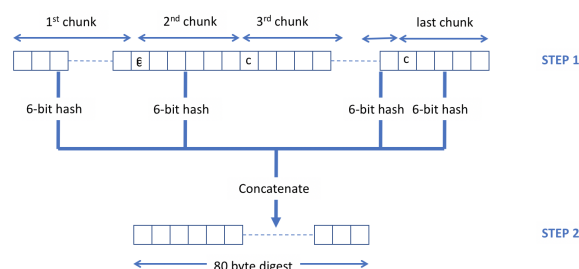 1st chunk 2nd chunk 3rd chunk last chunk
c c c
STEP 1
6-bit hash 6-bit hash 6-bit hash 6-bit hash
Concatenate
STEP 2
80 byte digest